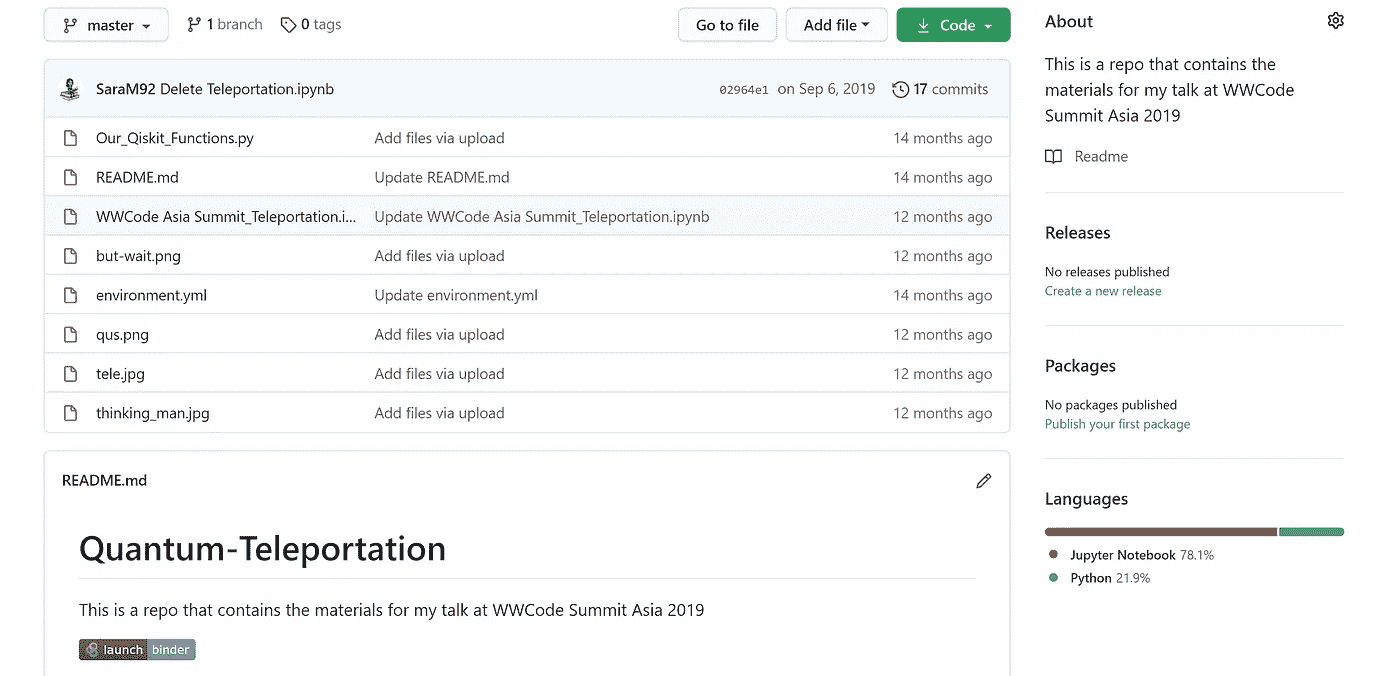 master
1 branch
0 tags
Go to file
Add file
Code
SaraM92 Delete Teleportation.ipynb
02964e1 on Sep 6, 2019
17 commits
Our_Qiskit_Functions.py Add files via upload 14 months ago
README.md Update README.md 14 months ago
WWCode Asia Summit_Teleportation.i... Update WWCode Asia Summit_Teleportation.ipynb 12 months ago
but-wait.png Add files via upload 12 months ago
environment.yml Update environment.yml 14 months ago
qus.png Add files via upload 12 months ago
tele.jpg Add files via upload 12 months ago
thinking_man.jpg Add files via upload 12 months ago
README.md
Quantum-Teleportation
This is a repo that contains the materials for my talk at WWCode Summit Asia 2019
launch binder
About
This is a repo that contains the
materials for my talk at WWCode
Summit Asia 2019
Readme
Releases
No releases published
Create a new release
Packages
No packages published
Publish your first package
Languages
Jupyter Notebook 78.1%
Python 21.9%